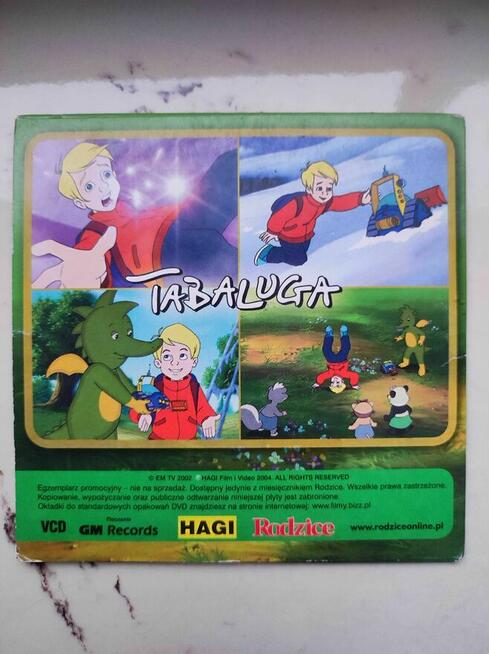 TABALUGA
© EM TV 2002 HAGI Film i Video 2004. ALL RIGHTS RESERVED
Egzemplarz promocyjny – nie na sprzedaż. Dostępny jedynie z miesięcznikiem Rodzice. Wszelkie prawa zastrzeżone.
Kopiowanie, wypożyczanie oraz publiczne odtwarzanie niniejszej płyty jest zabronione.
Okładki do standardowych opakowań DVD znajdziesz na stronie internetowej: www.filmy.bizz.pl
VCD Tłoczenie GM Records HAGI Rodzice www.rodziceonline.pl